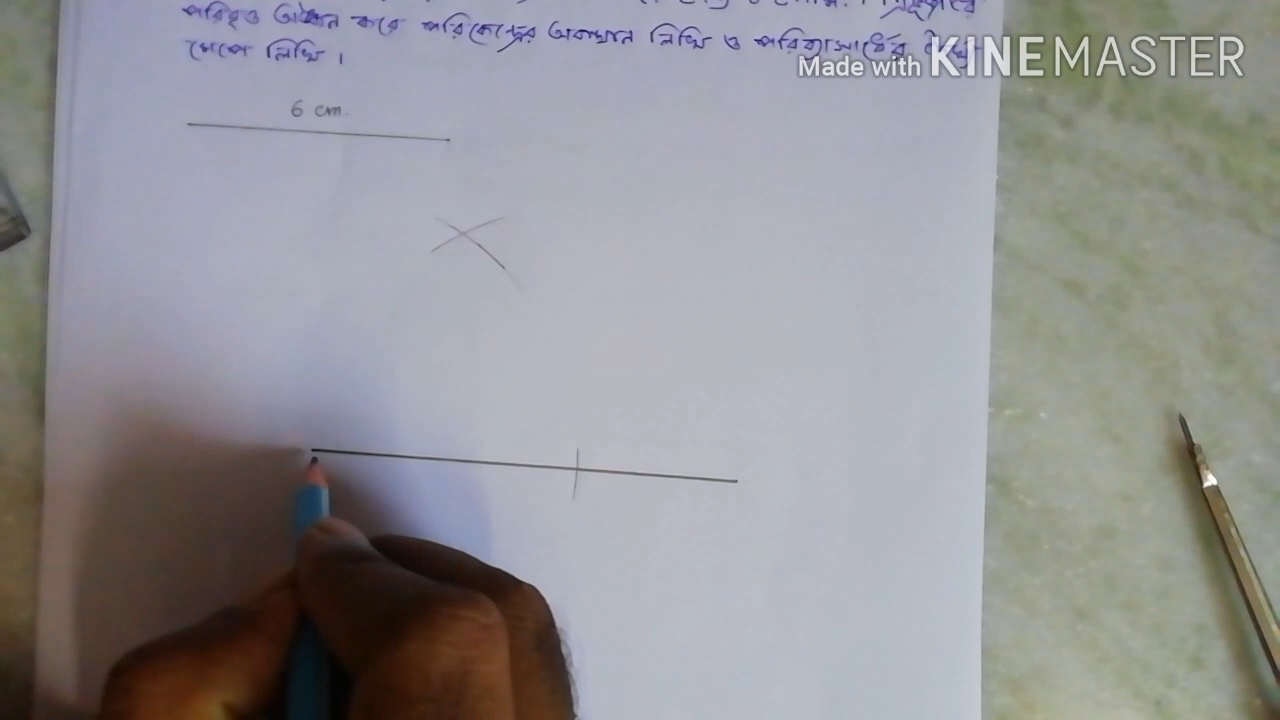 পরিবৃত্ত অঙ্কন করে পরিকেন্দ্রের অবস্থান লিখি ও পরিব্যাসার্ধের
মেপে লিখি।
Made with KINEMASTER
6 cm.